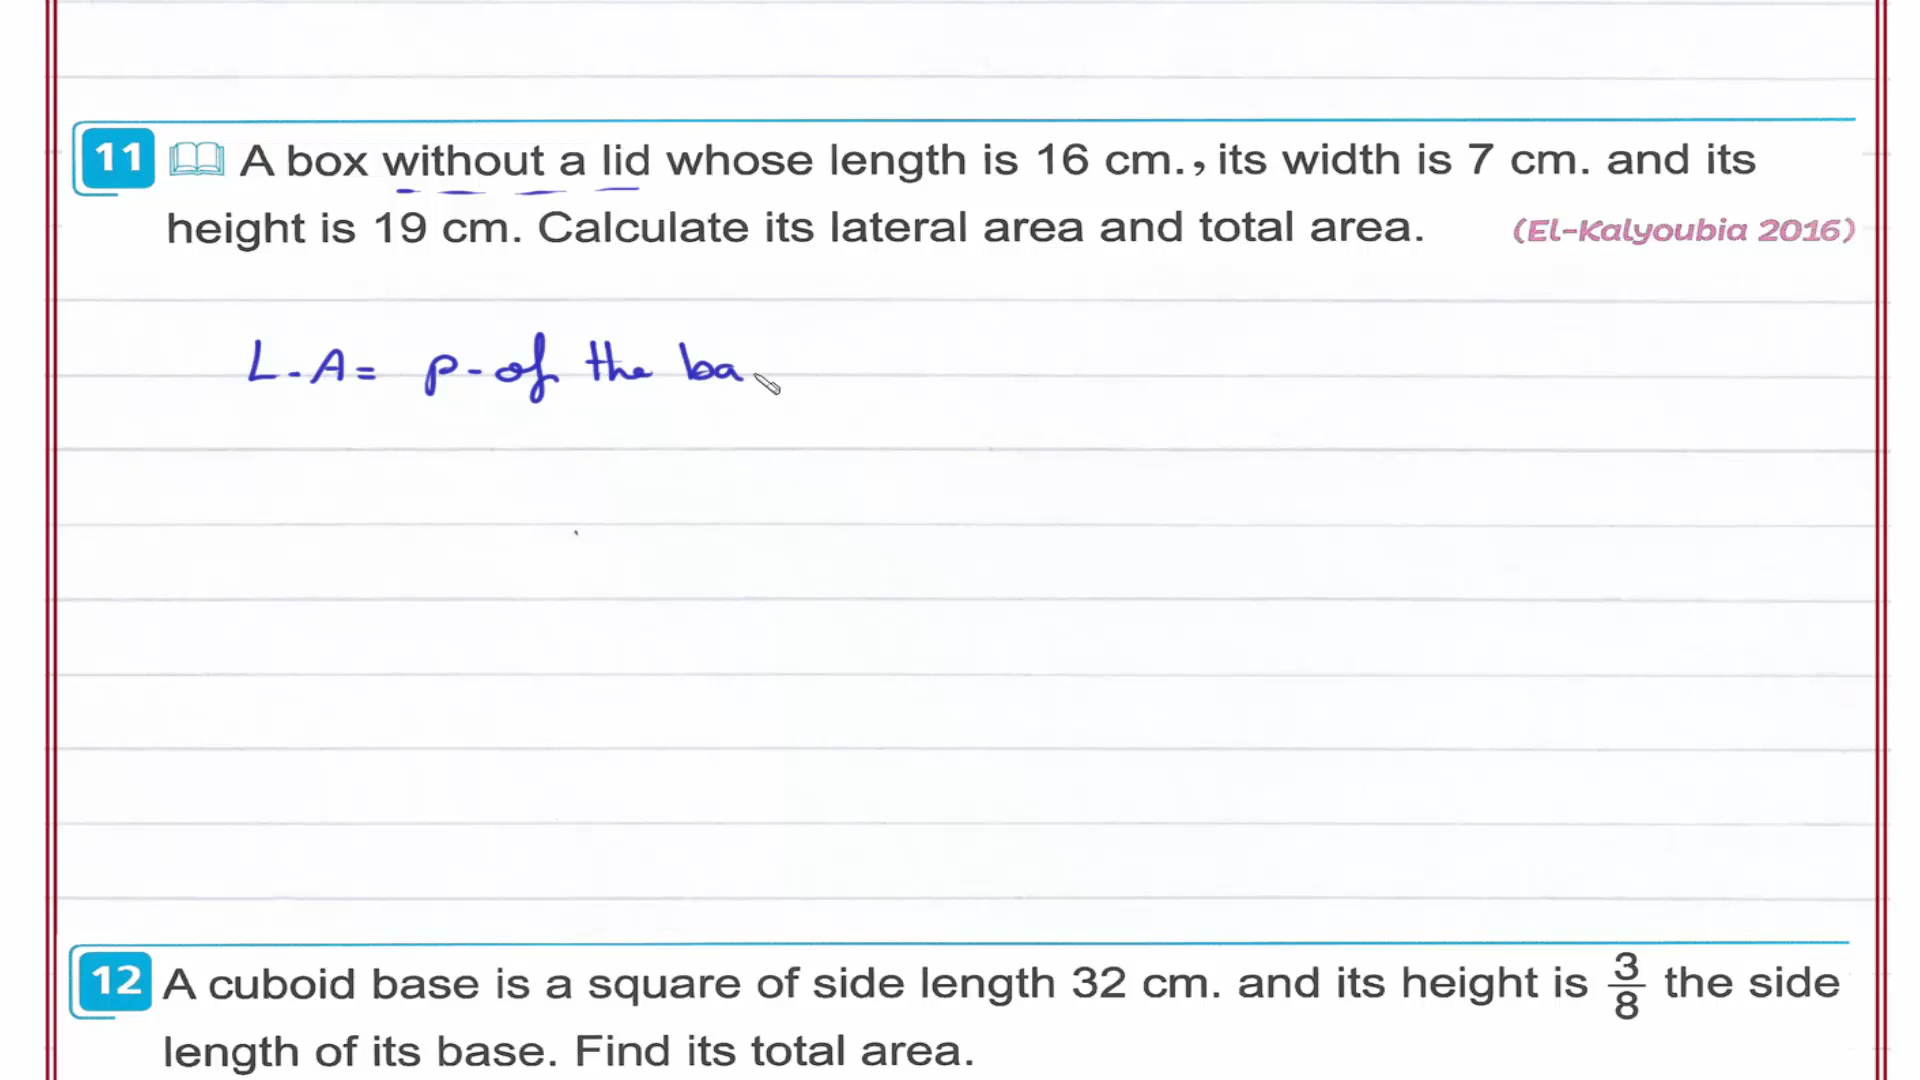 11 A box without a lid whose length is 16 cm., its width is 7 cm. and its
height is 19 cm. Calculate its lateral area and total area. (El-Kalyoubia 2016)
L.A= P. of the ba
12 A cuboid base is a square of side length 32 cm. and its height is 3/8 the side
length of its base. Find its total area.